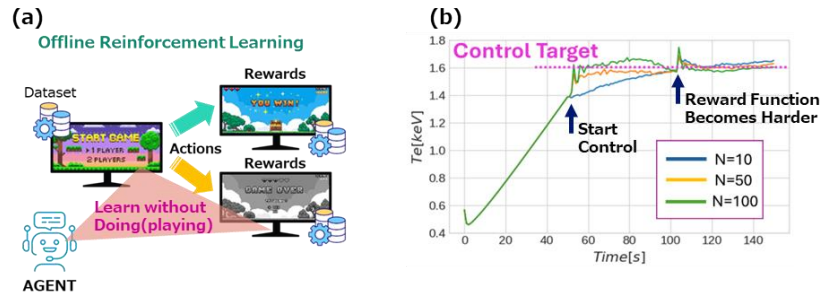 (a)
Offline Reinforcement Learning
Dataset
START GAME
1 PLAYER
2 PLAYERS
Actions
Rewards
YOU WIN!
Rewards
GAME OVER
Learn without
Doing(playing)
AGENT
(b)
1.8
1.6
1.4
1.2
1.0
0.8
0.6
0.4
Te[keV]
0
20
40
60
80
100
120
140
Time[s]
Control Target
Start
Control
Reward Function
Becomes Harder
N=10
N=50
N=100